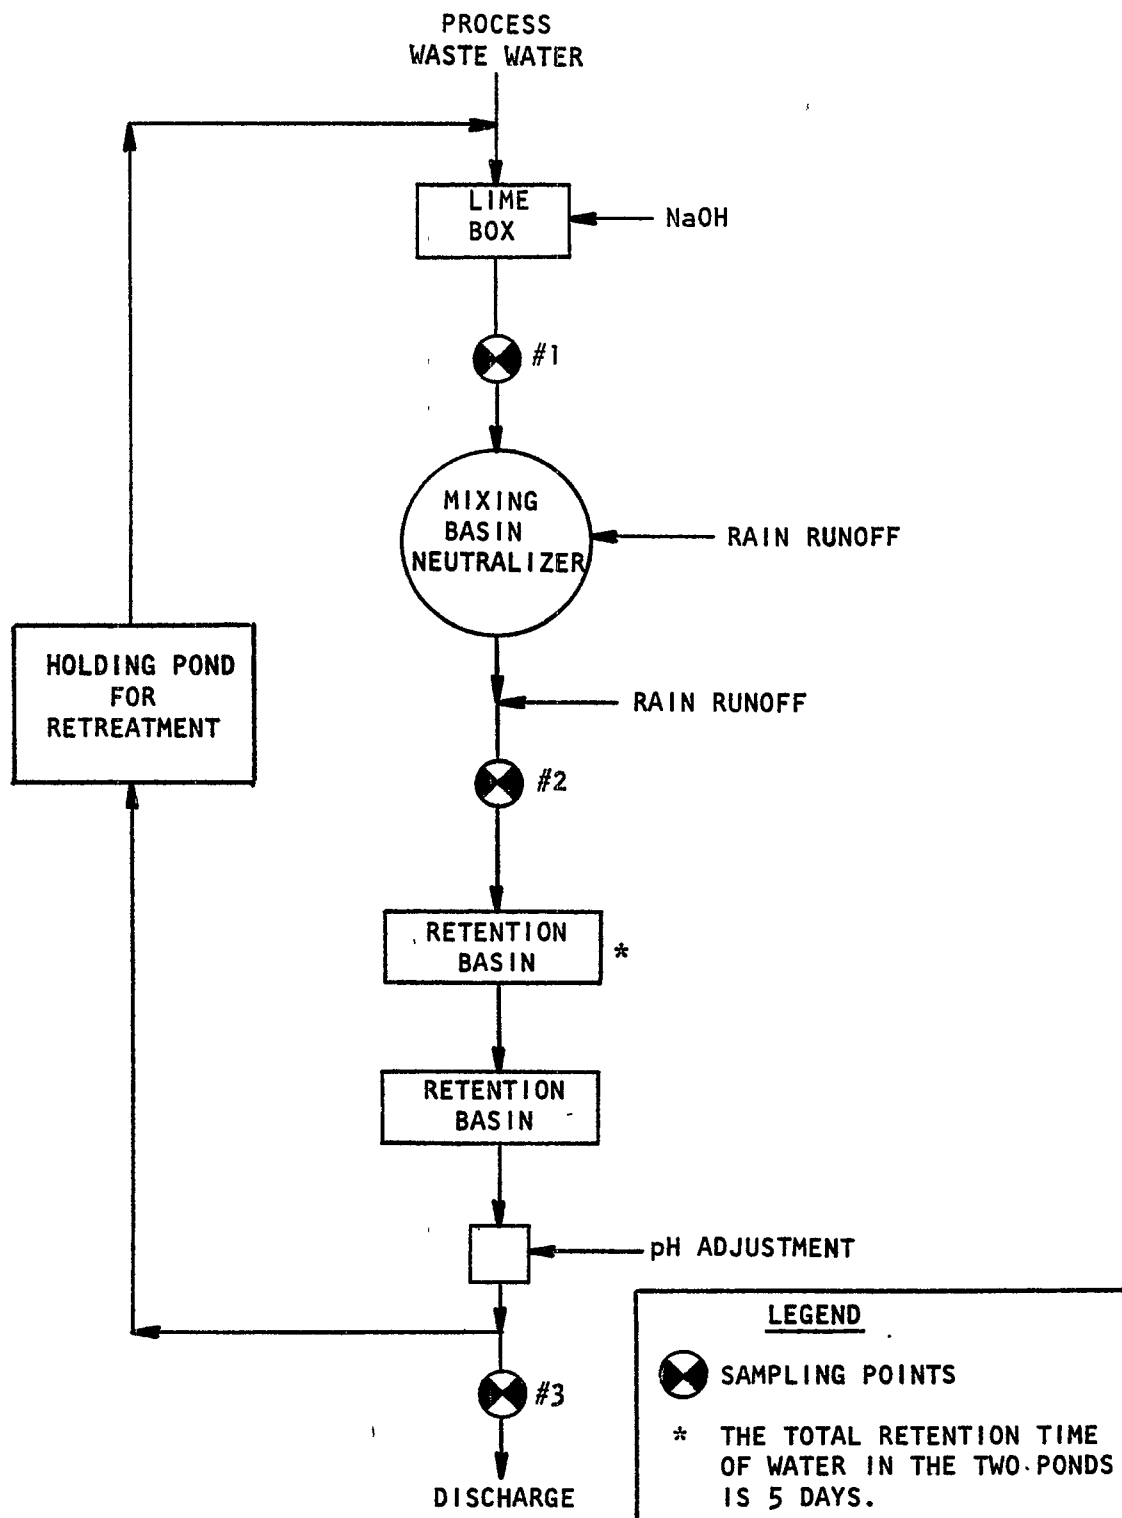 PROCESS
WASTE WATER
LIME
BOX
NaOH
#1
MIXING
BASIN
NEUTRALIZER
RAIN RUNOFF
HOLDING POND
FOR
RETREATMENT
RAIN RUNOFF
#2
RETENTION
BASIN
*
RETENTION
BASIN
pH ADJUSTMENT
#3
DISCHARGE
LEGEND
SAMPLING POINTS
* THE TOTAL RETENTION TIME
OF WATER IN THE TWO PONDS
IS 5 DAYS.